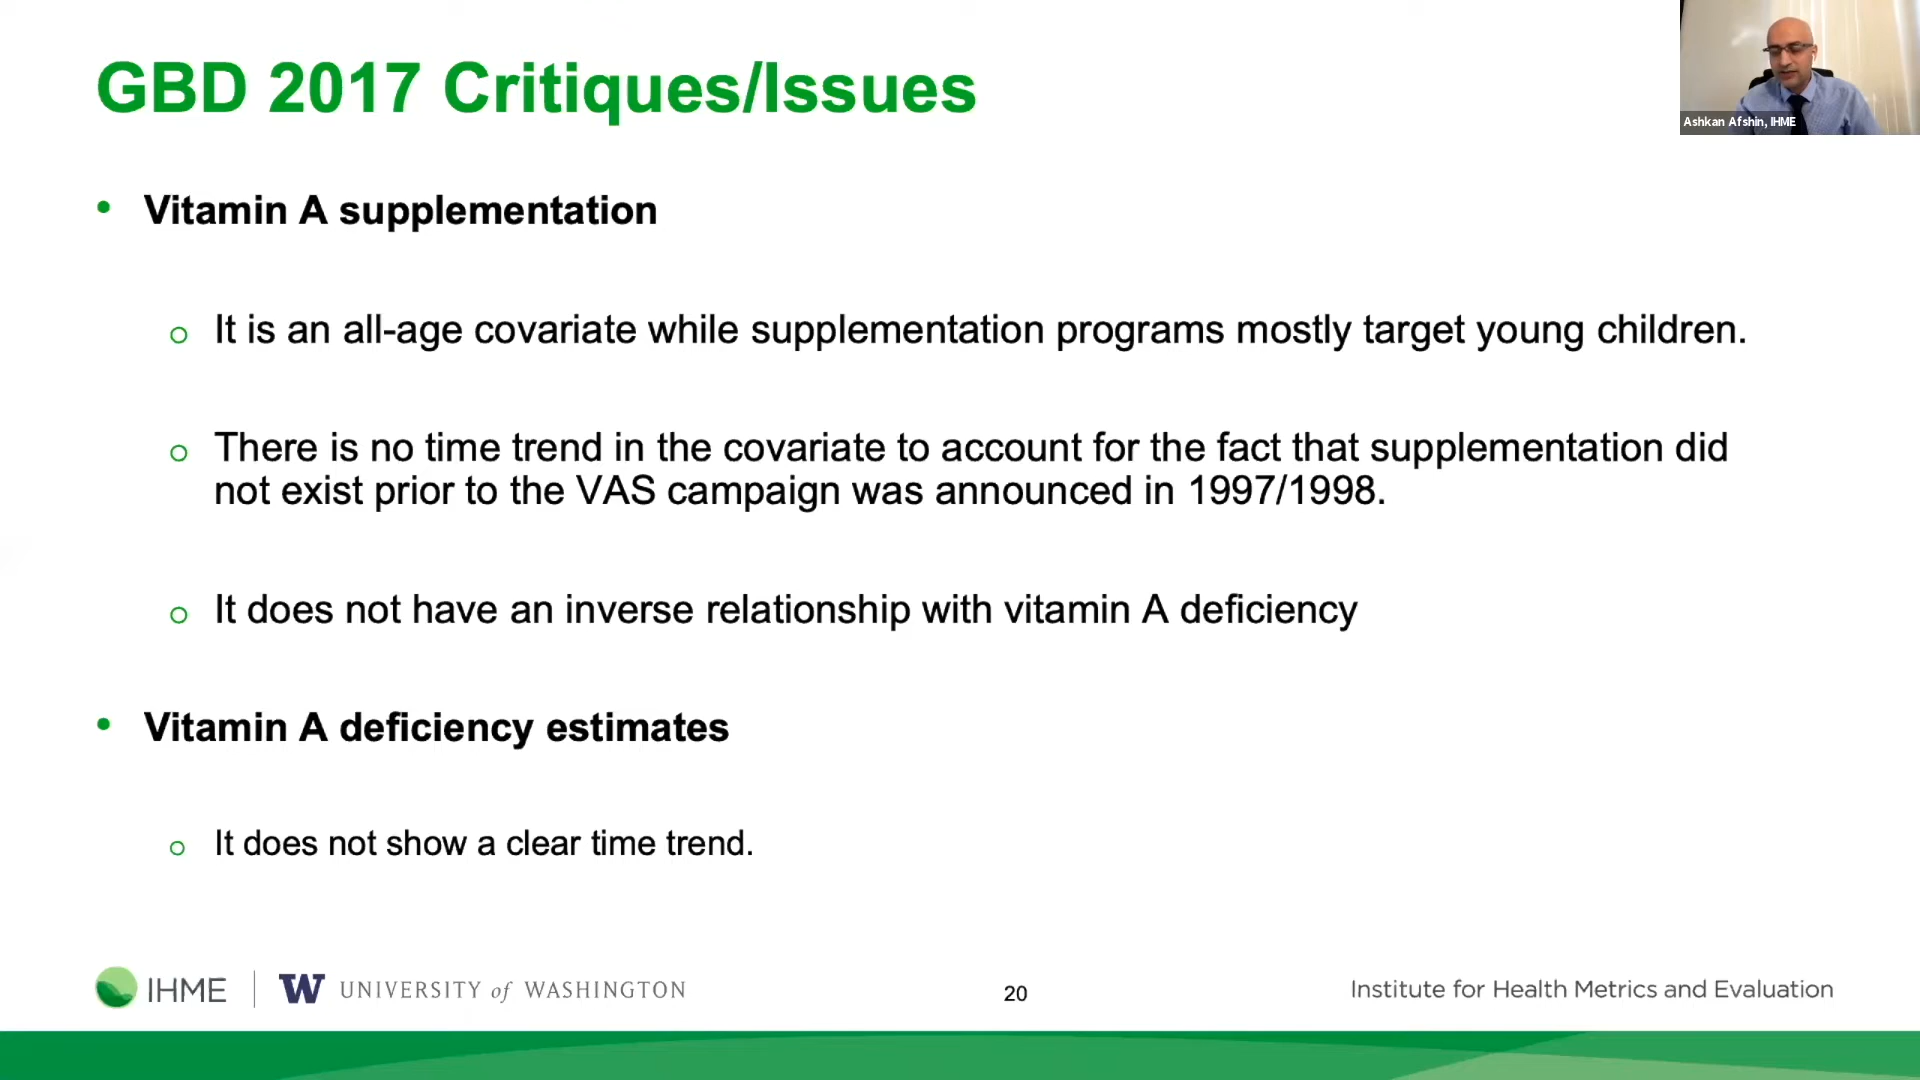 GBD 2017 Critiques/Issues
Ashkan Afshin, IHME
• Vitamin A supplementation
o It is an all-age covariate while supplementation programs mostly target young children.
o There is no time trend in the covariate to account for the fact that supplementation did
not exist prior to the VAS campaign was announced in 1997/1998.
o It does not have an inverse relationship with vitamin A deficiency
• Vitamin A deficiency estimates
o It does not show a clear time trend.
IHME | W UNIVERSITY of WASHINGTON
20
Institute for Health Metrics and Evaluation